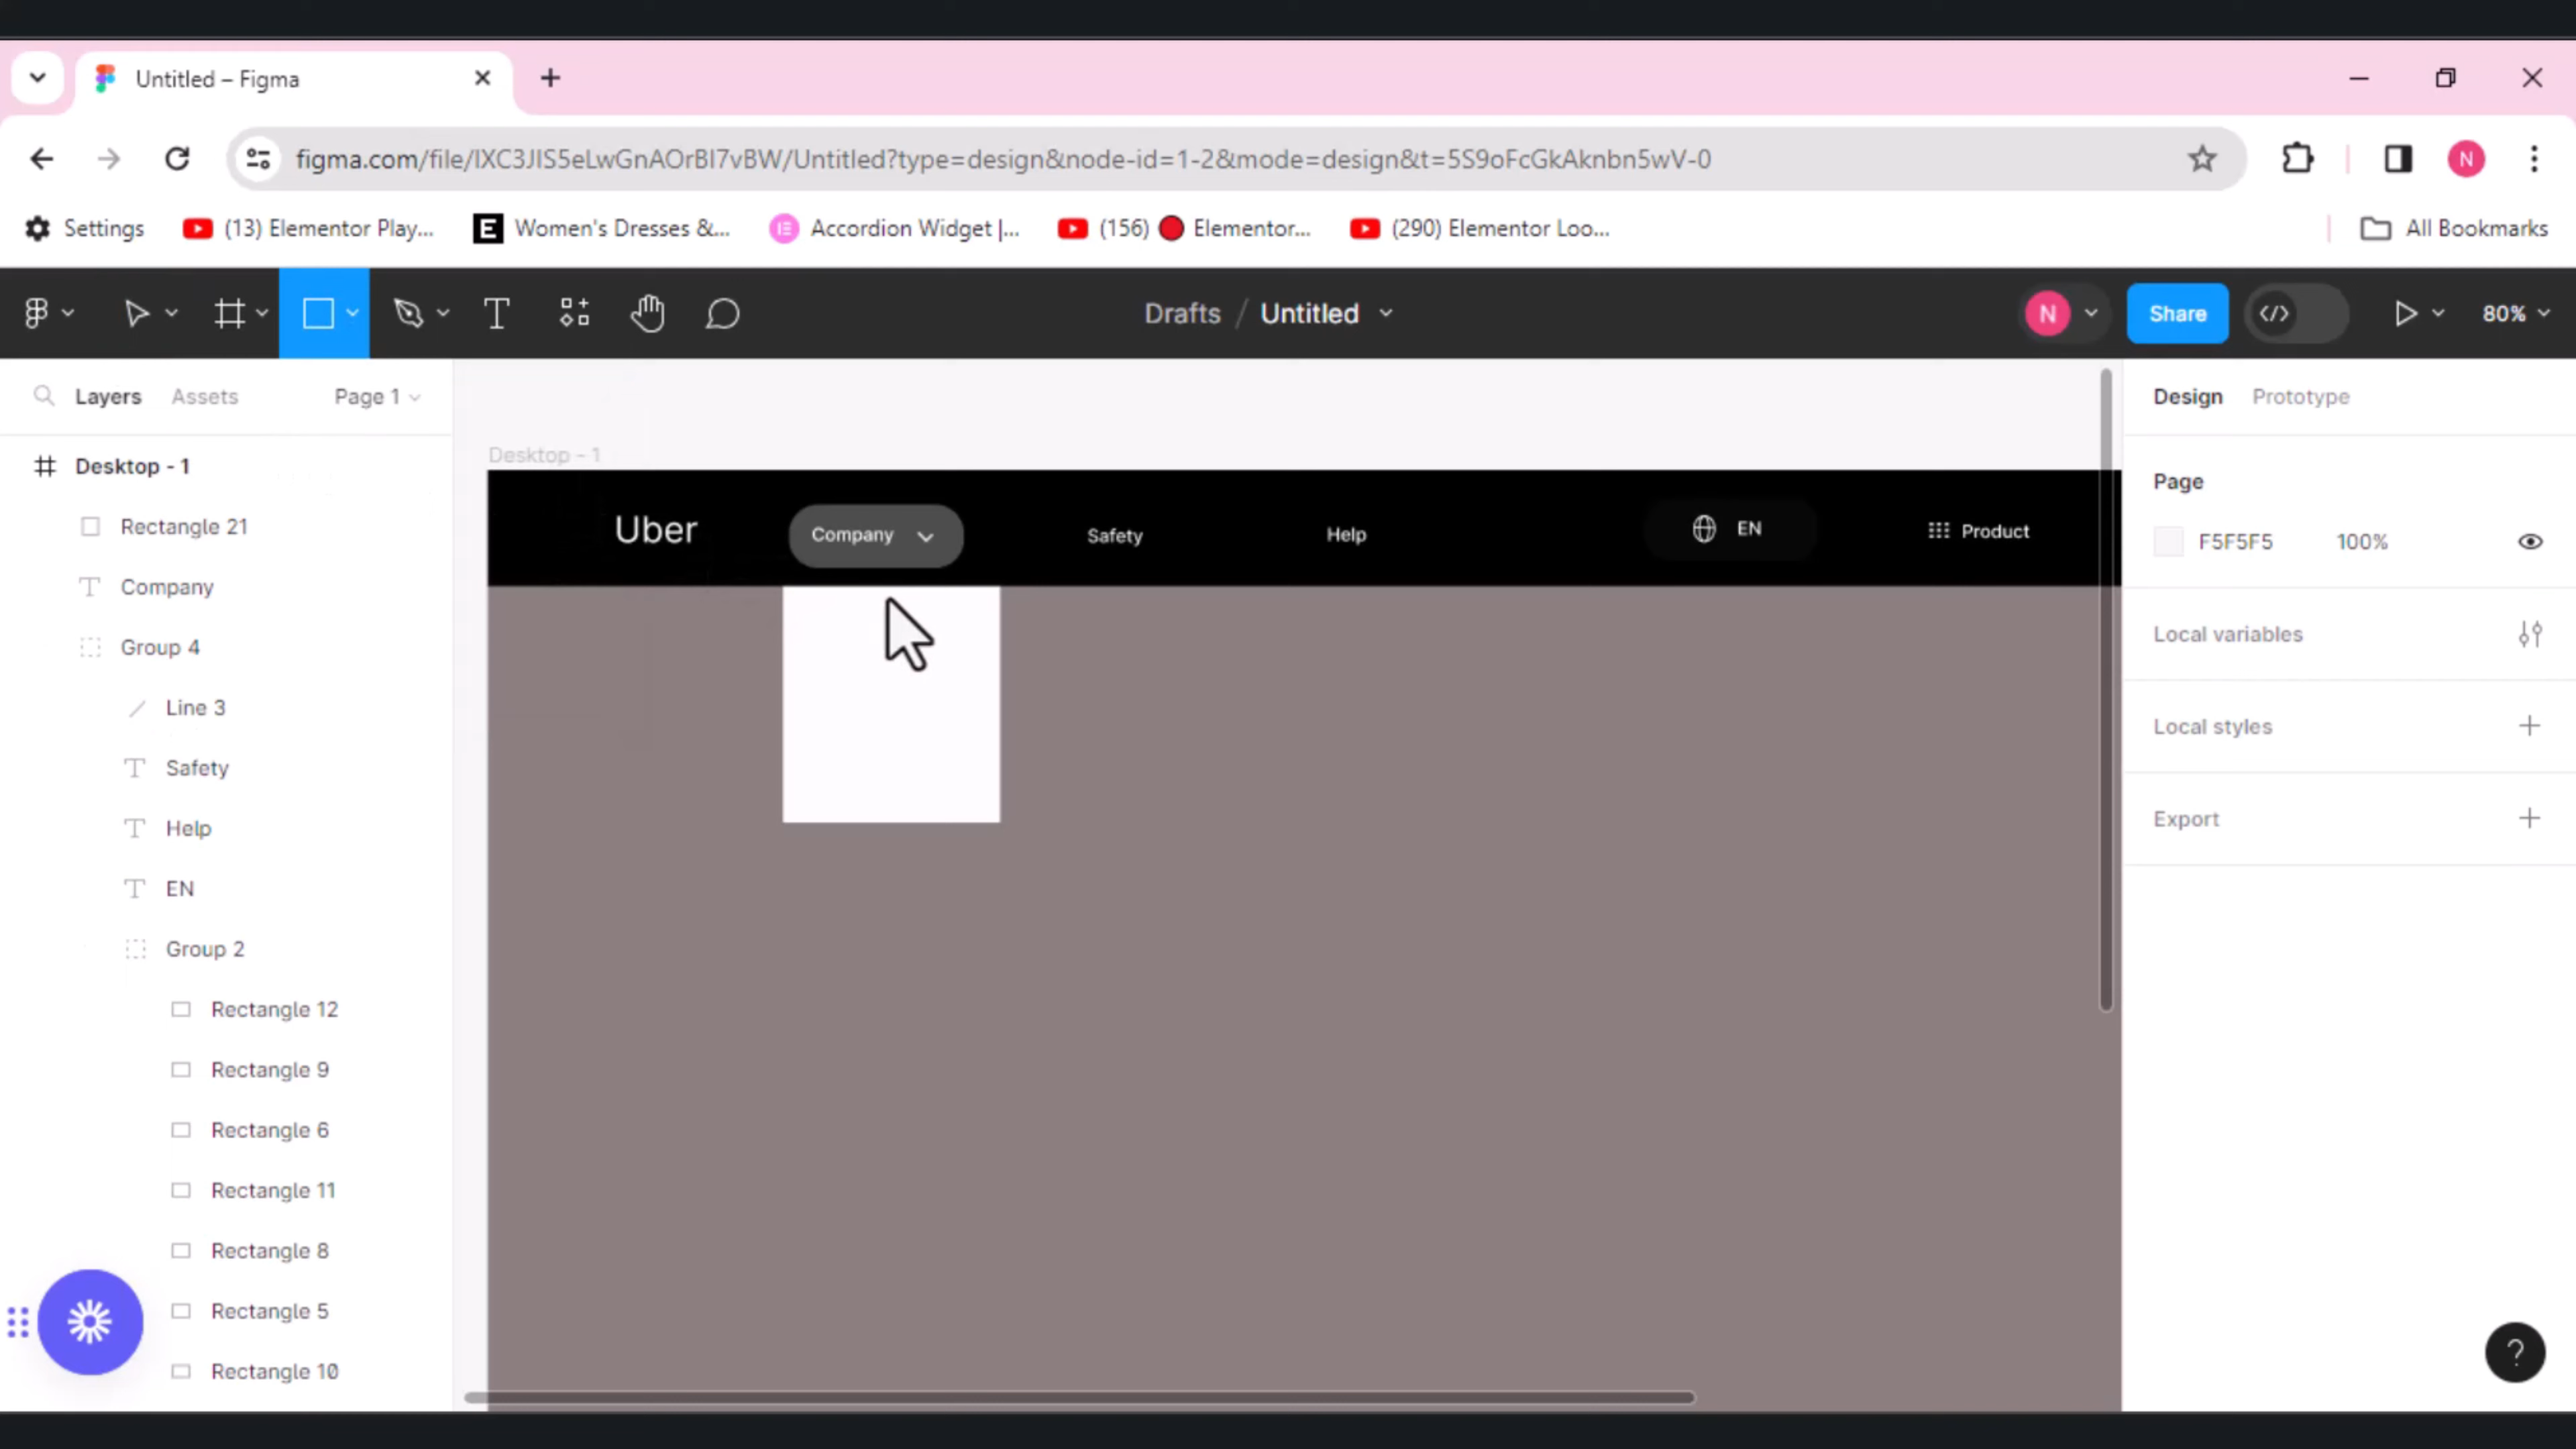 Untitled – Figma
figma.com/file/IXC3JIS5eLwGnAOrBI7vBW/Untitled?type=design&node-id=1-2&mode=design&t=5S9oFcGkAknbn5wV-0
N
Settings
(13) Elementor Play...
E
Women's Dresses &...
Accordion Widget |...
(156)
Elementor...
(290) Elementor Loo...
All Bookmarks
Drafts / Untitled
N
Share
80%
Layers
Assets
Page 1
Design
Prototype
Desktop - 1
Rectangle 21
Company
Group 4
Line 3
Safety
Help
EN
Group 2
Rectangle 12
Rectangle 9
Rectangle 6
Rectangle 11
Rectangle 8
Rectangle 5
Rectangle 10
Desktop - 1
Uber
Company
Safety
Help
EN
Product
Page
F5F5F5
100%
Local variables
Local styles
Export
?